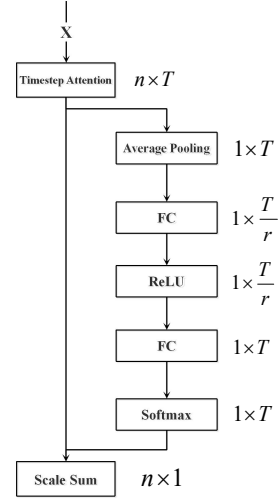 X
Timestep Attention n × T
Average Pooling 1 × T
FC 1 × T/r
ReLU 1 × T/r
FC 1 × T
Softmax 1 × T
Scale Sum n × 1